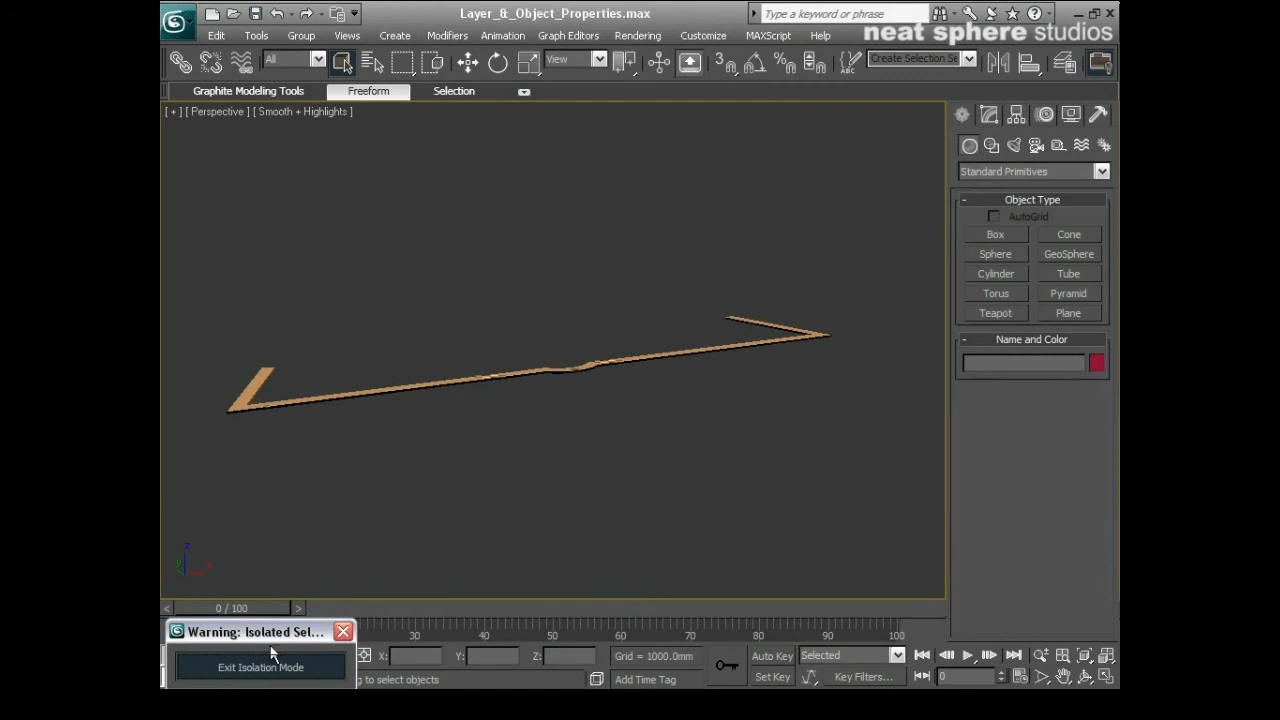 Layer_&_Object_Properties.max
Type a keyword or phrase
Edit Tools Group Views Create Modifiers Animation Graph Editors Rendering Customize MAXScript Help
neat sphere studios
All
View
3
%
ABC
Create Selection Se
Graphite Modeling Tools Freeform Selection
[ + ] [ Perspective ] [ Smooth + Highlights ]
Standard Primitives
- Object Type
AutoGrid
Box Cone
Sphere GeoSphere
Cylinder Tube
Torus Pyramid
Teapot Plane
- Name and Color
z
y
x
< 0 / 100 >
30 40 50 60 70 80 90 100
Warning: Isolated Sel...
Exit Isolation Mode
X: Y: Z: Grid = 1000.0mm
Auto Key Selected
g to select objects
Add Time Tag
Set Key Key Filters...
0